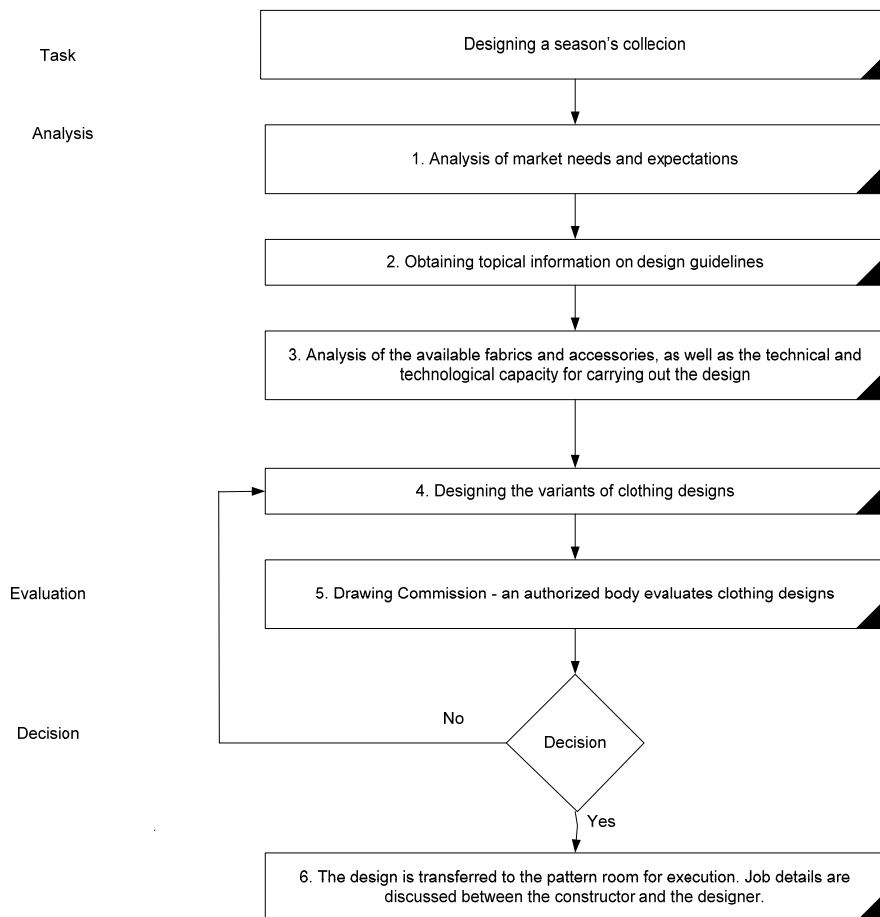 Task
Designing a season's collecion
Analysis
1. Analysis of market needs and expectations
2. Obtaining topical information on design guidelines
3. Analysis of the available fabrics and accessories, as well as the technical and
technological capacity for carrying out the design
4. Designing the variants of clothing designs
Evaluation
5. Drawing Commission - an authorized body evaluates clothing designs
No
Decision
Decision
Yes
6. The design is transferred to the pattern room for execution. Job details are
discussed between the constructor and the designer.